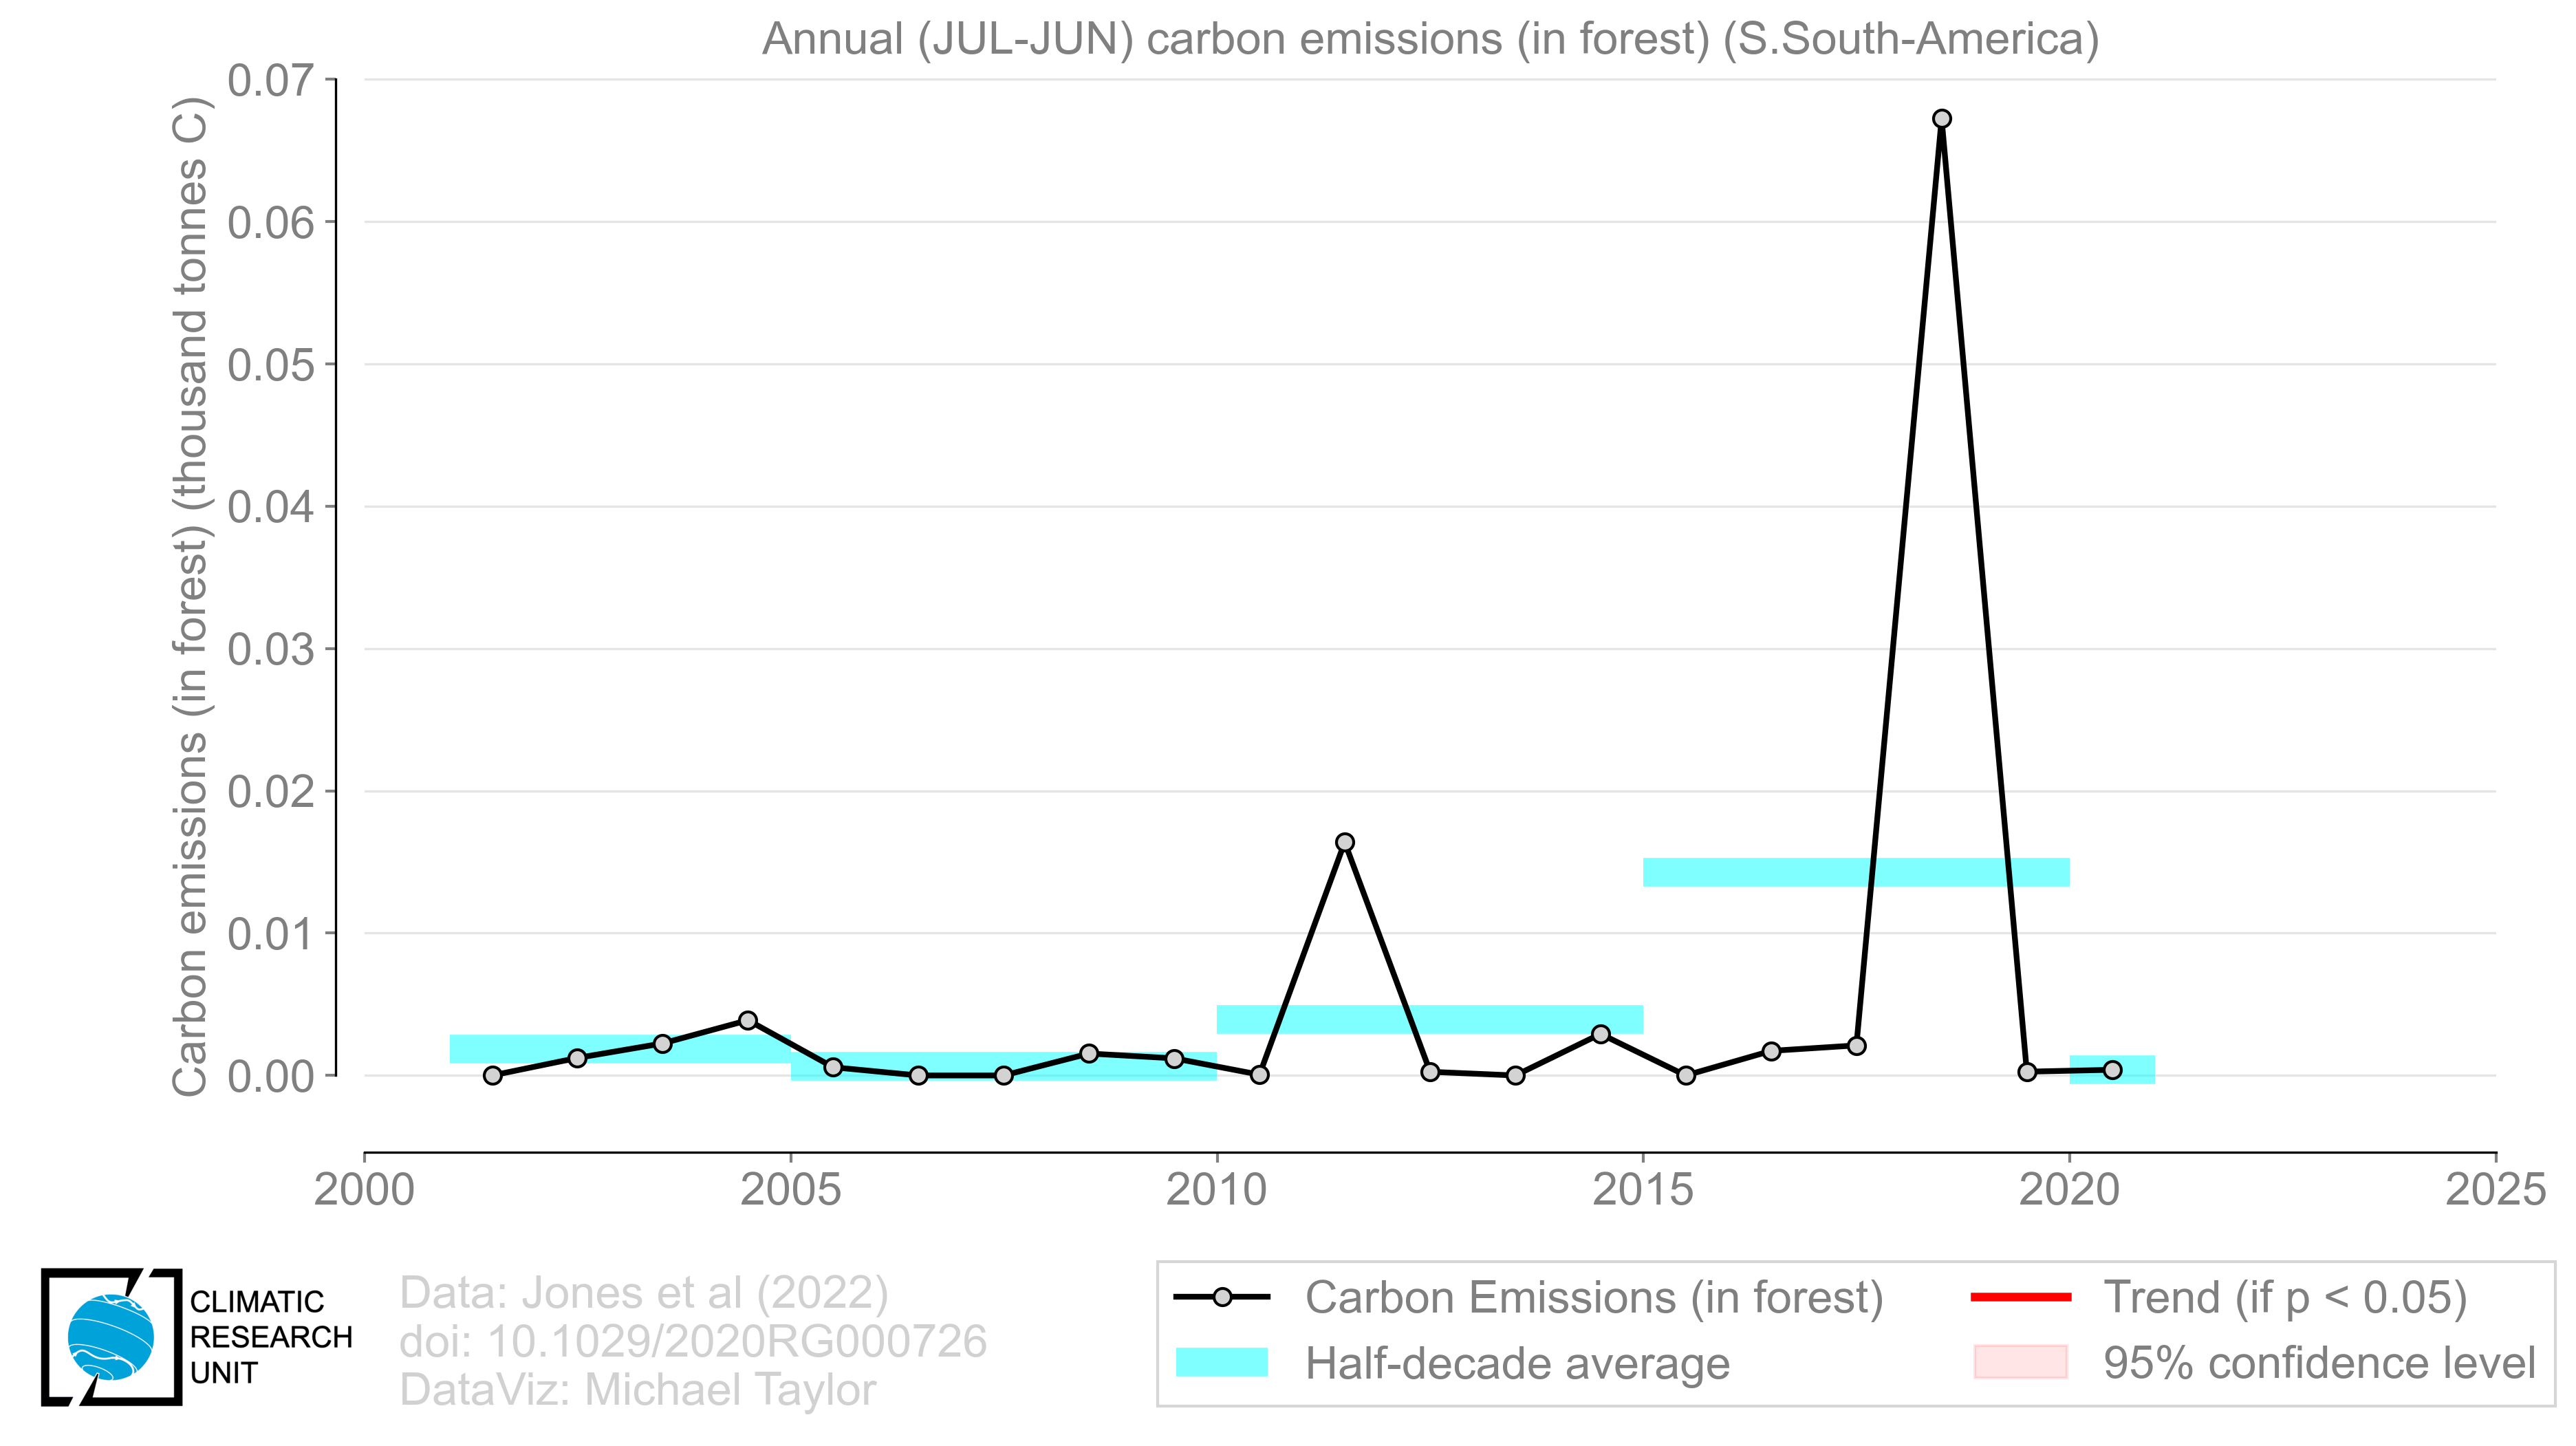 Annual (JUL-JUN) carbon emissions (in forest) (S.South-America)
Carbon emissions (in forest) (thousand tonnes C)
0.07
0.06
0.05
0.04
0.03
0.02
0.01
0.00
2000 2005 2010 2015 2020 2025
CLIMATIC
RESEARCH
UNIT
Data: Jones et al (2022)
doi: 10.1029/2020RG000726
DataViz: Michael Taylor
Carbon Emissions (in forest)
Half-decade average
Trend (if p < 0.05)
95% confidence level